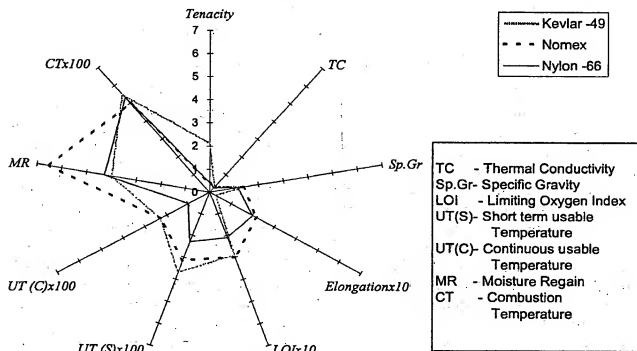 Tenacity
7
6
5
4
3
2
1
0
TC
Sp.Gr
Elongationx10
LOIx10
UT (S)x100
UT (C)x100
MR
CTx100
Kevlar -49
Nomex
Nylon -66
TC - Thermal Conductivity
Sp.Gr- Specific Gravity
LOI - Limiting Oxygen Index
UT(S)- Short term usable
Temperature
UT(C)- Continuous usable
Temperature
MR - Moisture Regain
CT - Combustion
Temperature